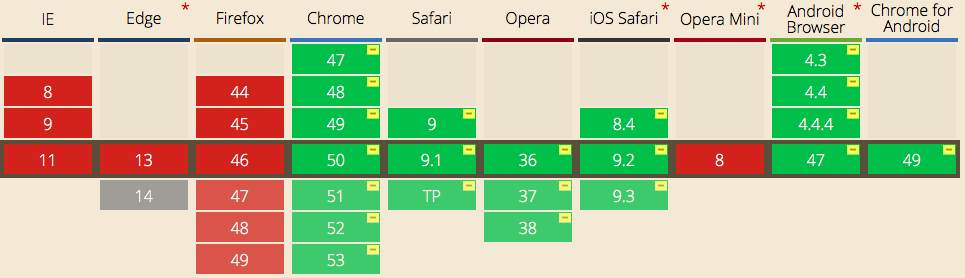 IE Edge * Firefox Chrome Safari Opera iOS Safari * Opera Mini * Android Browser * Chrome for Android
47 4.3
8 44 48 4.4
9 45 49 9 8.4 4.4.4
11 13 46 50 9.1 36 9.2 8 47 49
14 47 51 TP 37 9.3
48 52 38
49 53